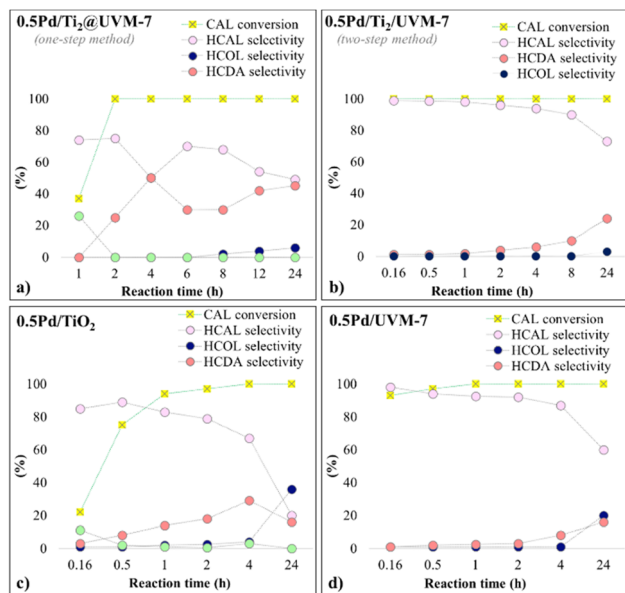 0.5Pd/Ti2@UVM-7
(one-step method)
CAL conversion
HCAL selectivity
HCOL selectivity
HCDA selectivity
100
80
60
40
20
0
(%)
1 2 4 6 8 12 24
Reaction time (h)
a)
0.5Pd/Ti2/UVM-7
(two-step method)
CAL conversion
HCAL selectivity
HCDA selectivity
HCOL selectivity
100
80
60
40
20
0
(%)
0.16 0.5 1 2 4 8 24
Reaction time (h)
b)
0.5Pd/TiO2
CAL conversion
HCAL selectivity
HCOL selectivity
HCDA selectivity
100
80
60
40
20
0
(%)
0.16 0.5 1 2 4 24
Reaction time (h)
c)
0.5Pd/UVM-7
CAL conversion
HCAL selectivity
HCOL selectivity
HCDA selectivity
100
80
60
40
20
0
(%)
0.16 0.5 1 2 4 24
Reaction time (h)
d)